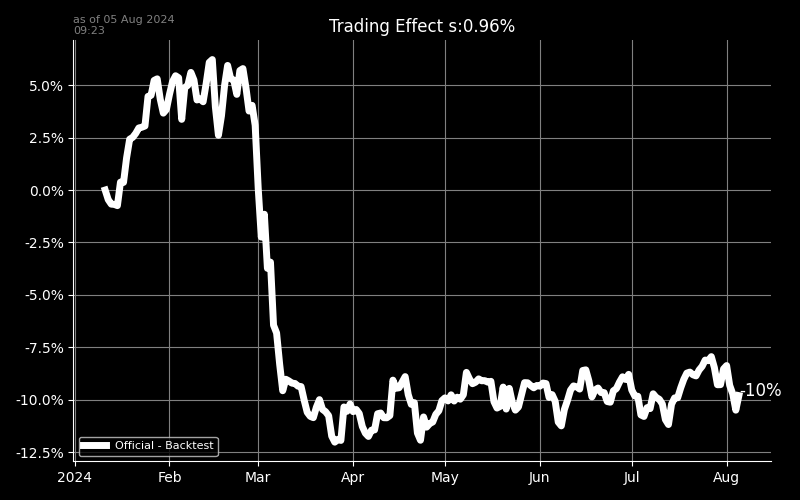 as of 05 Aug 2024
09:23
Trading Effect s:0.96%
5.0%
2.5%
0.0%
-2.5%
-5.0%
-7.5%
-10.0%
-12.5%
-10%
Official - Backtest
2024 Feb Mar Apr May Jun Jul Aug